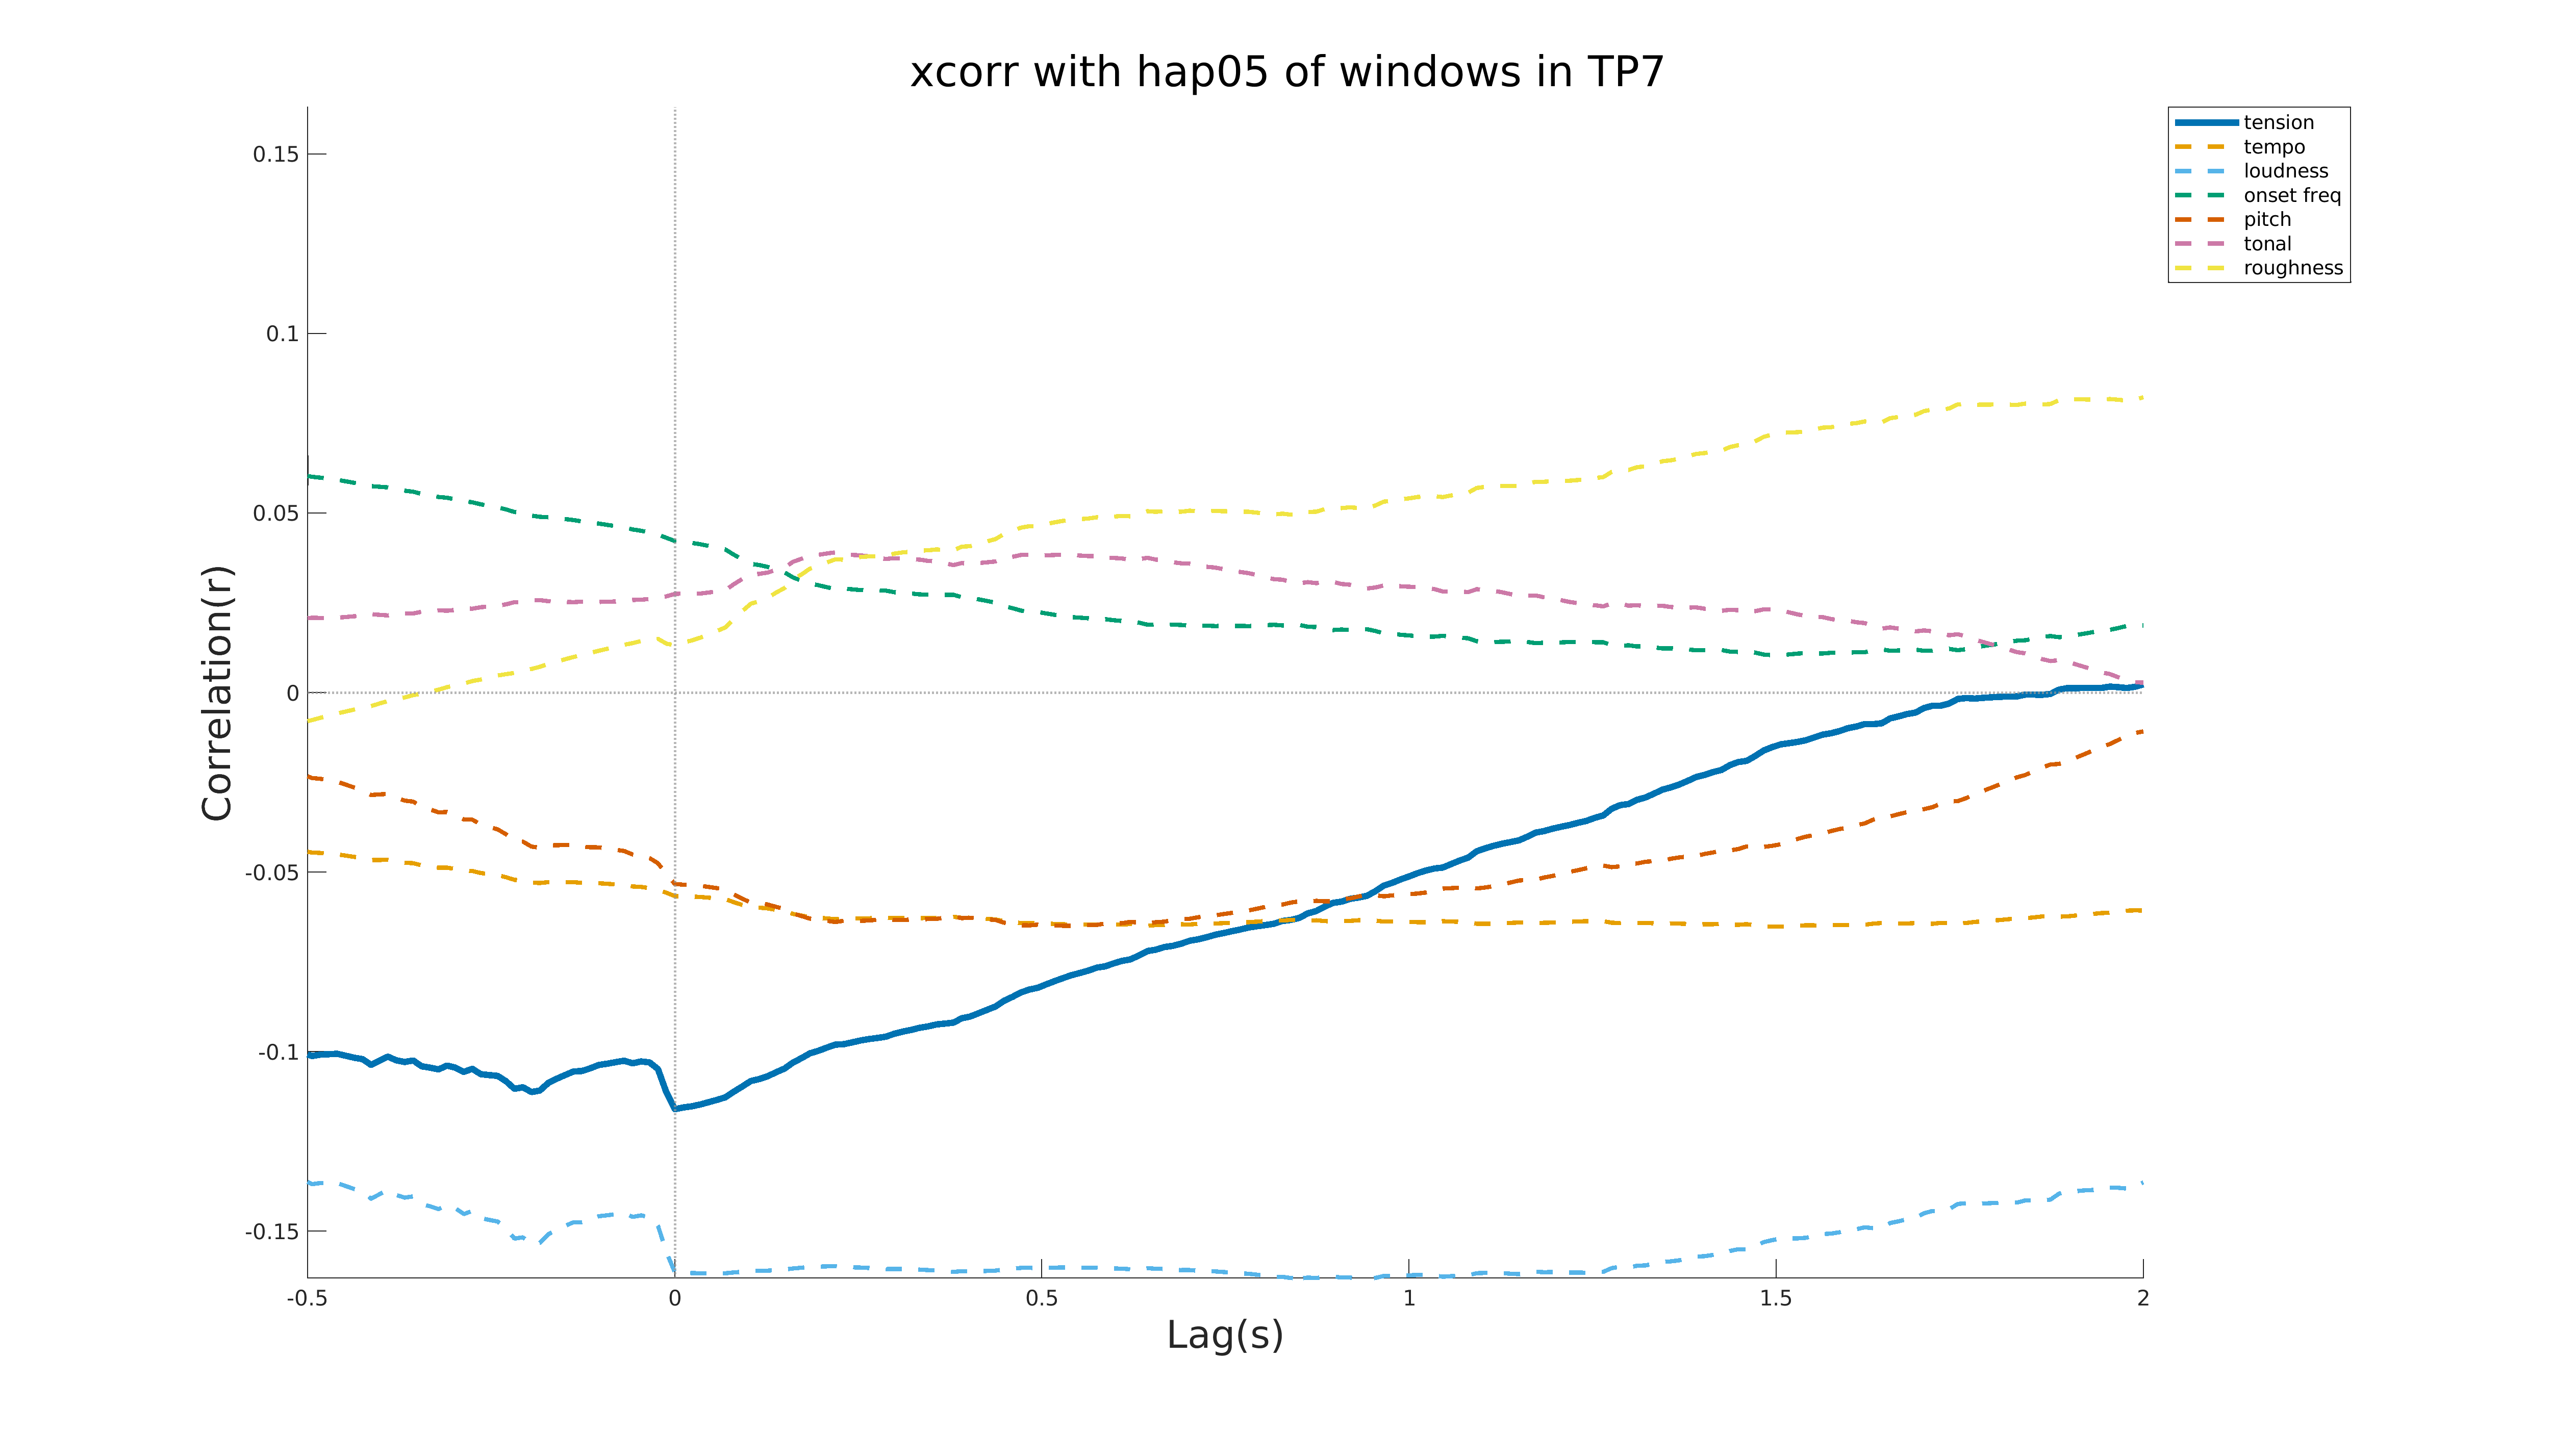 xcorr with hap05 of windows in TP7
tension
tempo
loudness
onset freq
pitch
tonal
roughness
0.15
0.1
0.05
0
-0.05
-0.1
-0.15
Correlation(r)
-0.5
0
0.5
1
1.5
2
Lag(s)